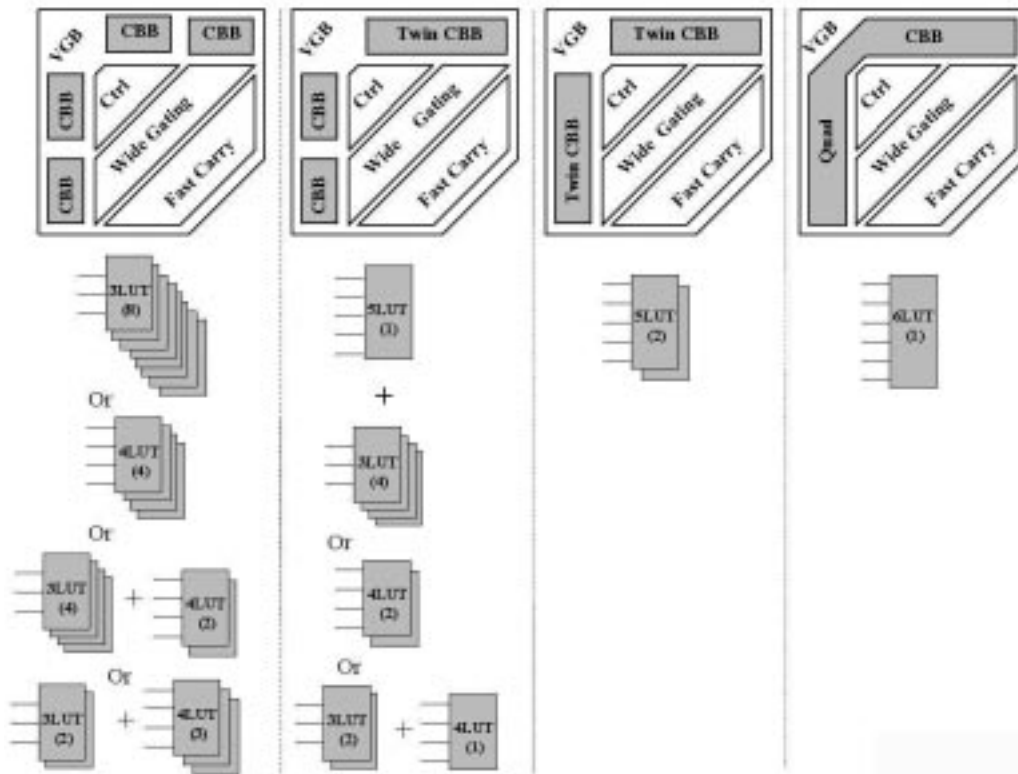 VGB
CBB
CBB
CBB
CBB
Ctrl
Wide Gating
Fast Carry
3LUT
(8)
Or
4LUT
(4)
Or
3LUT
(4)
+
4LUT
(2)
Or
3LUT
(2)
+
4LUT
(3)
VGB
Twin CBB
CBB
CBB
Ctrl
Wide Gating
Fast Carry
5LUT
(1)
+
3LUT
(4)
Or
4LUT
(2)
Or
3LUT
(2)
+
4LUT
(1)
VGB
Twin CBB
Twin CBB
Ctrl
Wide Gating
Fast Carry
5LUT
(2)
VGB
CBB
Quad
Ctrl
Wide Gating
Fast Carry
6LUT
(1)